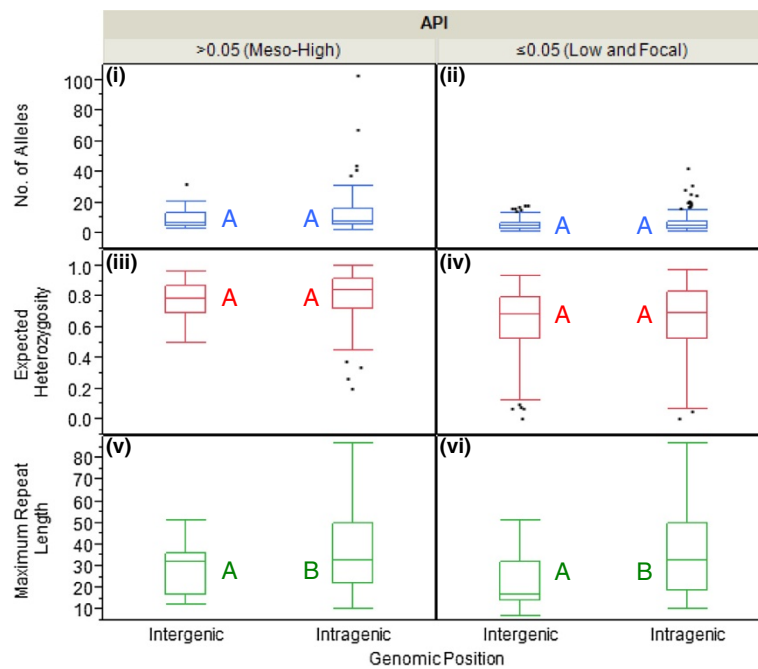 API
>0.05 (Meso-High) ≤0.05 (Low and Focal)
No. of Alleles
100
80
60
40
20
0
(i)
A A
(ii)
A A
Expected
Heterozygosity
1.0
0.8
0.6
0.4
0.2
0.0
(iii)
A A
(iv)
A A
Maximum Repeat
Length
80
70
60
50
40
30
20
10
(v)
A B
(vi)
A B
Intergenic Intragenic Intergenic Intragenic
Genomic Position